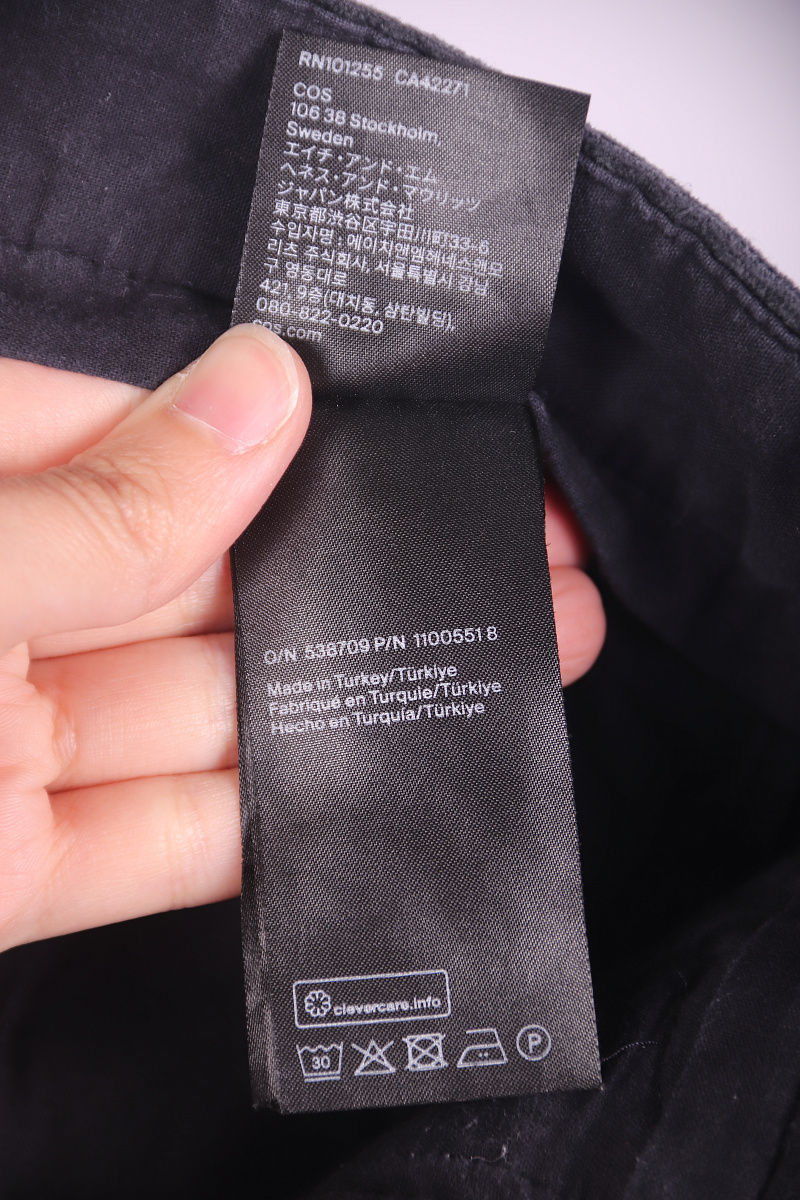 RN101255 CA42271
COS
106 38 Stockholm,
Sweden
エイチ・アンド・エム
ヘネス・アンド・マウリッツ
ジャパン株式会社
東京都渋谷区宇田川町33-6
수입자명 : 에이치앤엠헤네스앤모
리츠 주식회사, 서울특별시 강남
구 영동대로
421, 9층(대치동, 삼탄빌딩),
080-822-0220
cos.com
O/N 538709 P/N 1100551 8
Made in Turkey/Türkiye
Fabriqué en Turquie/Türkiye
Hecho en Turquía/Türkiye
clevercare.info
30 P